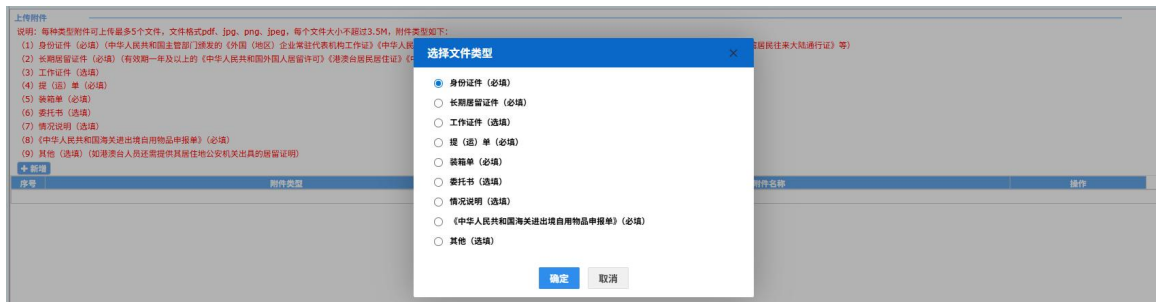 上传附件
说明：每种类型附件可上传最多5个文件，文件格式pdf、jpg、png、jpeg，每个文件大小不超过3.5M，附件类型如下：
（1）身份证件（必填）（中华人民共和国主管部门颁发的《外国（地区）企业常驻代表机构工作证》《中华人民
居民往来大陆通行证》等）
（2）长期居留证件（必填）（有效期一年及以上的《中华人民共和国外国人居留许可》《港澳台居民居住证》《
（3）工作证件（选填）
（4）提（运）单（必填）
（5）装箱单（必填）
（6）委托书（选填）
（7）情况说明（选填）
（8）《中华人民共和国海关进出境自用物品申报单》（必填）
（9）其他（选填）（如港澳台人员还需提供其居住地公安机关出具的居留证明）
+ 新增
序号 附件类型 附件名称 操作
选择文件类型 ×
身份证件（必填）
长期居留证件（必填）
工作证件（选填）
提（运）单（必填）
装箱单（必填）
委托书（选填）
情况说明（选填）
《中华人民共和国海关进出境自用物品申报单》（必填）
其他（选填）
确定 取消